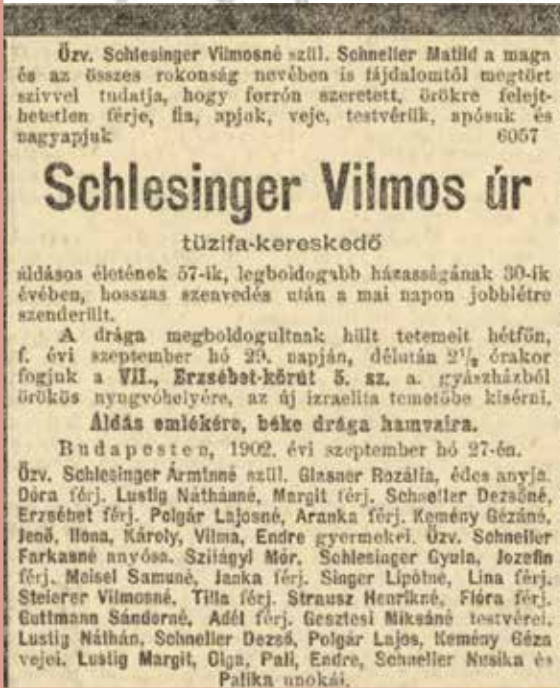 Özv. Schlesinger Vilmosné szül. Schneller Matild a maga
és az összes rokonság nevében is fájdalomtól megtört
szivvel tudatja, hogy forrón szeretett, örökre felejt-
hetetlen férje, fia, apjuk, veje, testvérük, apósuk és
nagyapjuk 6057
Schlesinger Vilmos úr
tüzifa-kereskedő
áldásos életének 57-ik, legboldogabb házasságának 30-ik
évében, hosszas szenvedés után a mai napon jobblétre
szenderült.
A drága megboldogultnak hült tetemeit hétfőn,
f. évi szeptember hó 29. napján, délután 2½ órakor
fogjuk a VII., Erzsébet-körút 5. sz. a. gyászházból
örökös nyugvóhelyére, az új izraelita temetőbe kisérni.
Áldás emlékére, béke drága hamvaira.
Budapesten, 1902. évi szeptember hó 27-én.
Özv. Schlesinger Árminné szül. Glasner Rozália, édes anyja.
Dóra férj. Lustig Náthánné, Margit férj. Schneller Dezsőné,
Erzsébet férj. Polgár Lajosné, Aranka férj. Kemény Gézáné,
Jenő, Ilona, Károly, Vilma, Endre gyermekei. Özv. Schneller
Farkasné anyósa. Szilágyi Mór, Schlesinger Gyula, Jozefin
férj. Meisel Samuné, Janka férj. Singer Lipótné, Lina férj.
Steierer Vilmosné, Tilla férj. Strausz Henrikné, Flóra férj.
Guttmann Sándorné, Adél férj. Gesztesi Miksáné testvérei.
Lustig Náthán, Schneller Dezső, Polgár Lajos, Kemény Géza
vejei. Lustig Margit, Olga, Pali, Endre, Schneller Nusika és
Palika unokái.